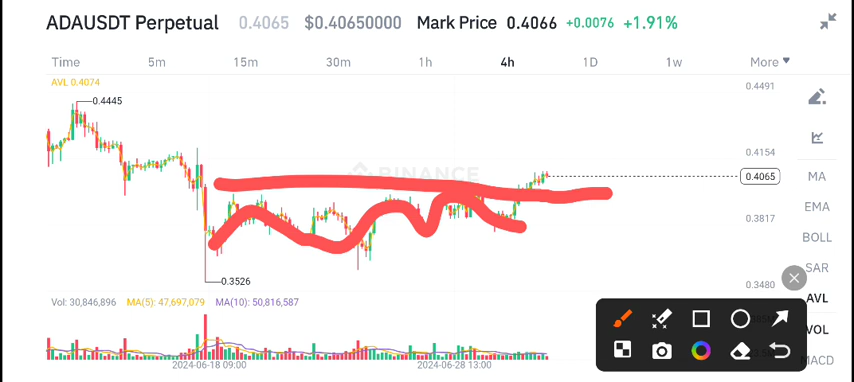 ADAUSDT Perpetual 0.4065 $0.40650000 Mark Price 0.4066 +0.0076 +1.91%
Time 5m 15m 30m 1h 4h 1D 1w More
AVL 0.4074
0.4491
0.4445
0.4154
BINANCE
0.4065
MA
EMA
0.3817
BOLL
SAR
0.3526
0.3480
AVL
Vol: 30,846,896 MA(5): 47,697,079 MA(10): 50,816,587
VOL
MACD
2024-06-18 09:00 2024-06-28 13:00